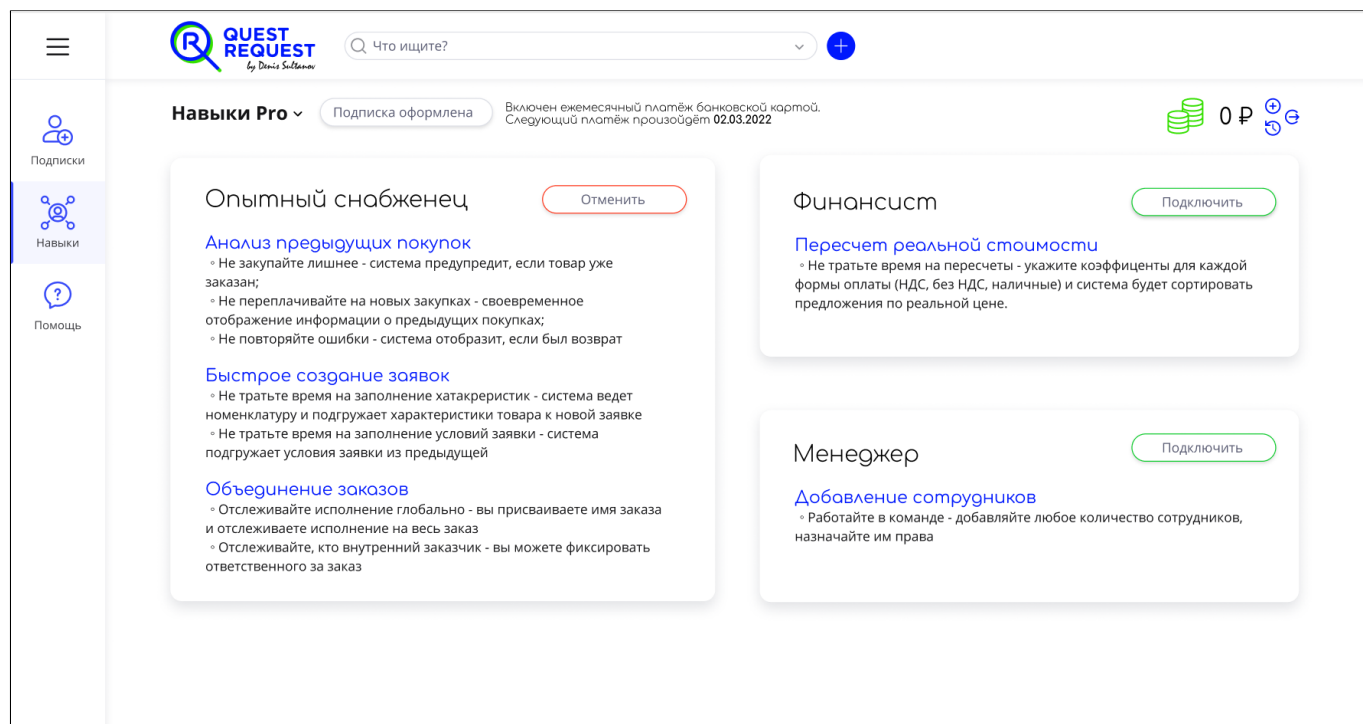 QUEST
REQUEST
by Denis Sultanov
Что ищите?
Навыки Pro
Подписка оформлена
Включен ежемесячный платёж банковской картой.
Следующий платёж произойдёт 02.03.2022
0 ₽
Подписки
Навыки
Помощь
Опытный снабженец
Отменить
Анализ предыдущих покупок
◦ Не закупайте лишнее - система предупредит, если товар уже
заказан;
◦ Не переплачивайте на новых закупках - своевременное
отображение информации о предыдущих покупках;
◦ Не повторяйте ошибки - система отобразит, если был возврат
Быстрое создание заявок
◦ Не тратьте время на заполнение хатакреристик - система ведет
номенклатуру и подгружает характеристики товара к новой заявке
◦ Не тратьте время на заполнение условий заявки - система
подгружает условия заявки из предыдущей
Объединение заказов
◦ Отслеживайте исполнение глобально - вы присваиваете имя заказа
и отслеживаете исполнение на весь заказ
◦ Отслеживайте, кто внутренний заказчик - вы можете фиксировать
ответственного за заказ
Финансист
Подключить
Пересчет реальной стоимости
◦ Не тратьте время на пересчеты - укажите коэффиценты для каждой
формы оплаты (НДС, без НДС, наличные) и система будет сортировать
предложения по реальной цене.
Менеджер
Подключить
Добавление сотрудников
◦ Работайте в команде - добавляйте любое количество сотрудников,
назначайте им права